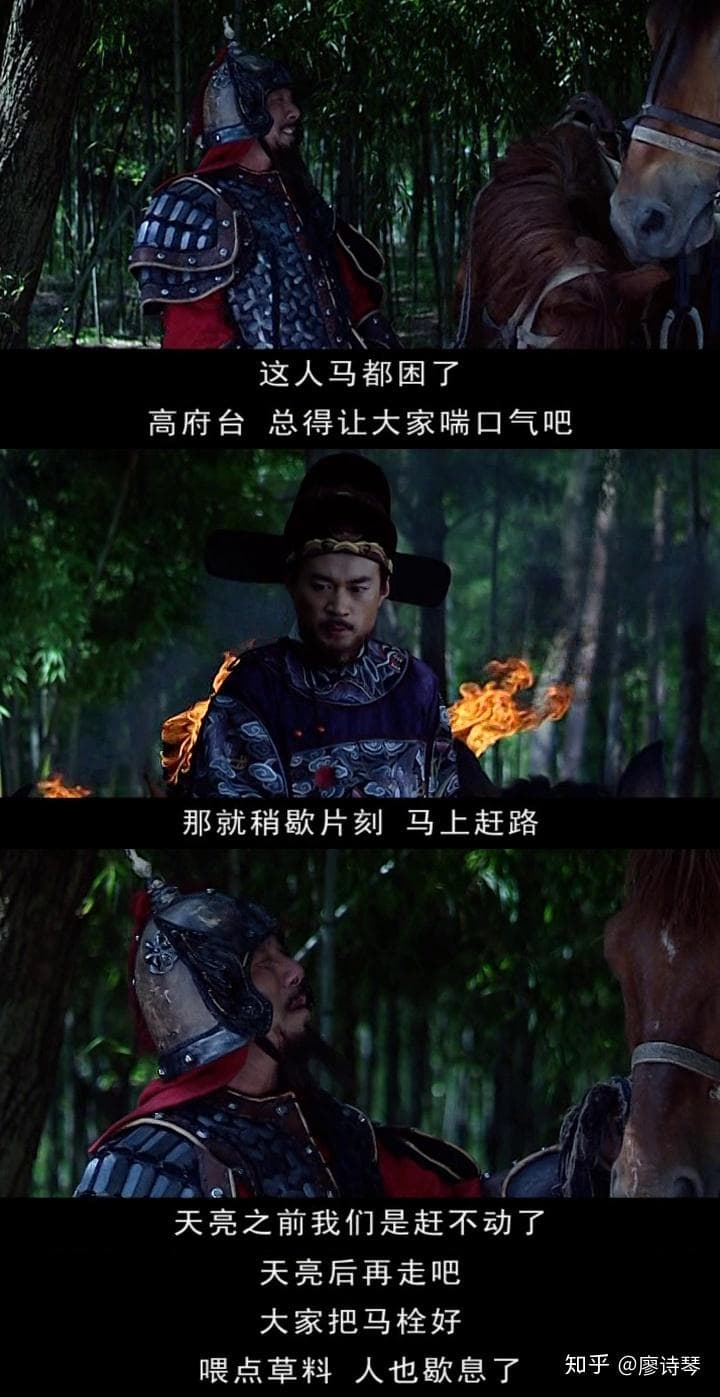 这人马都困了
高府台 总得让大家喘口气吧
那就稍歇片刻 马上赶路
天亮之前我们是赶不动了
天亮后再走吧
大家把马栓好
喂点草料 人也歇息了
知乎 @廖诗琴